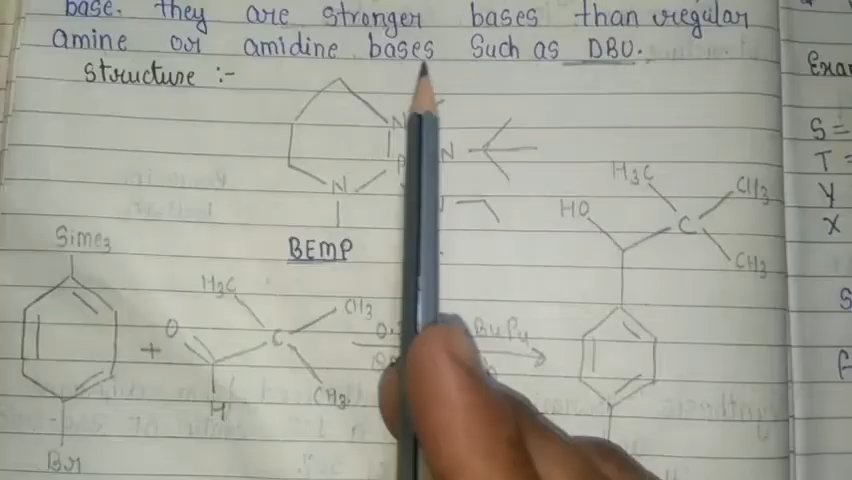 base. they are stronger bases than regular
amine or amidine bases such as DBU.
structure :-
N
N
N
BEMP
Sime3
H3C
CH3
O
C
+
H
CH3
Br
H3C
CH3
HO
C
CH3
Exa
S =
T =
Y
X
S